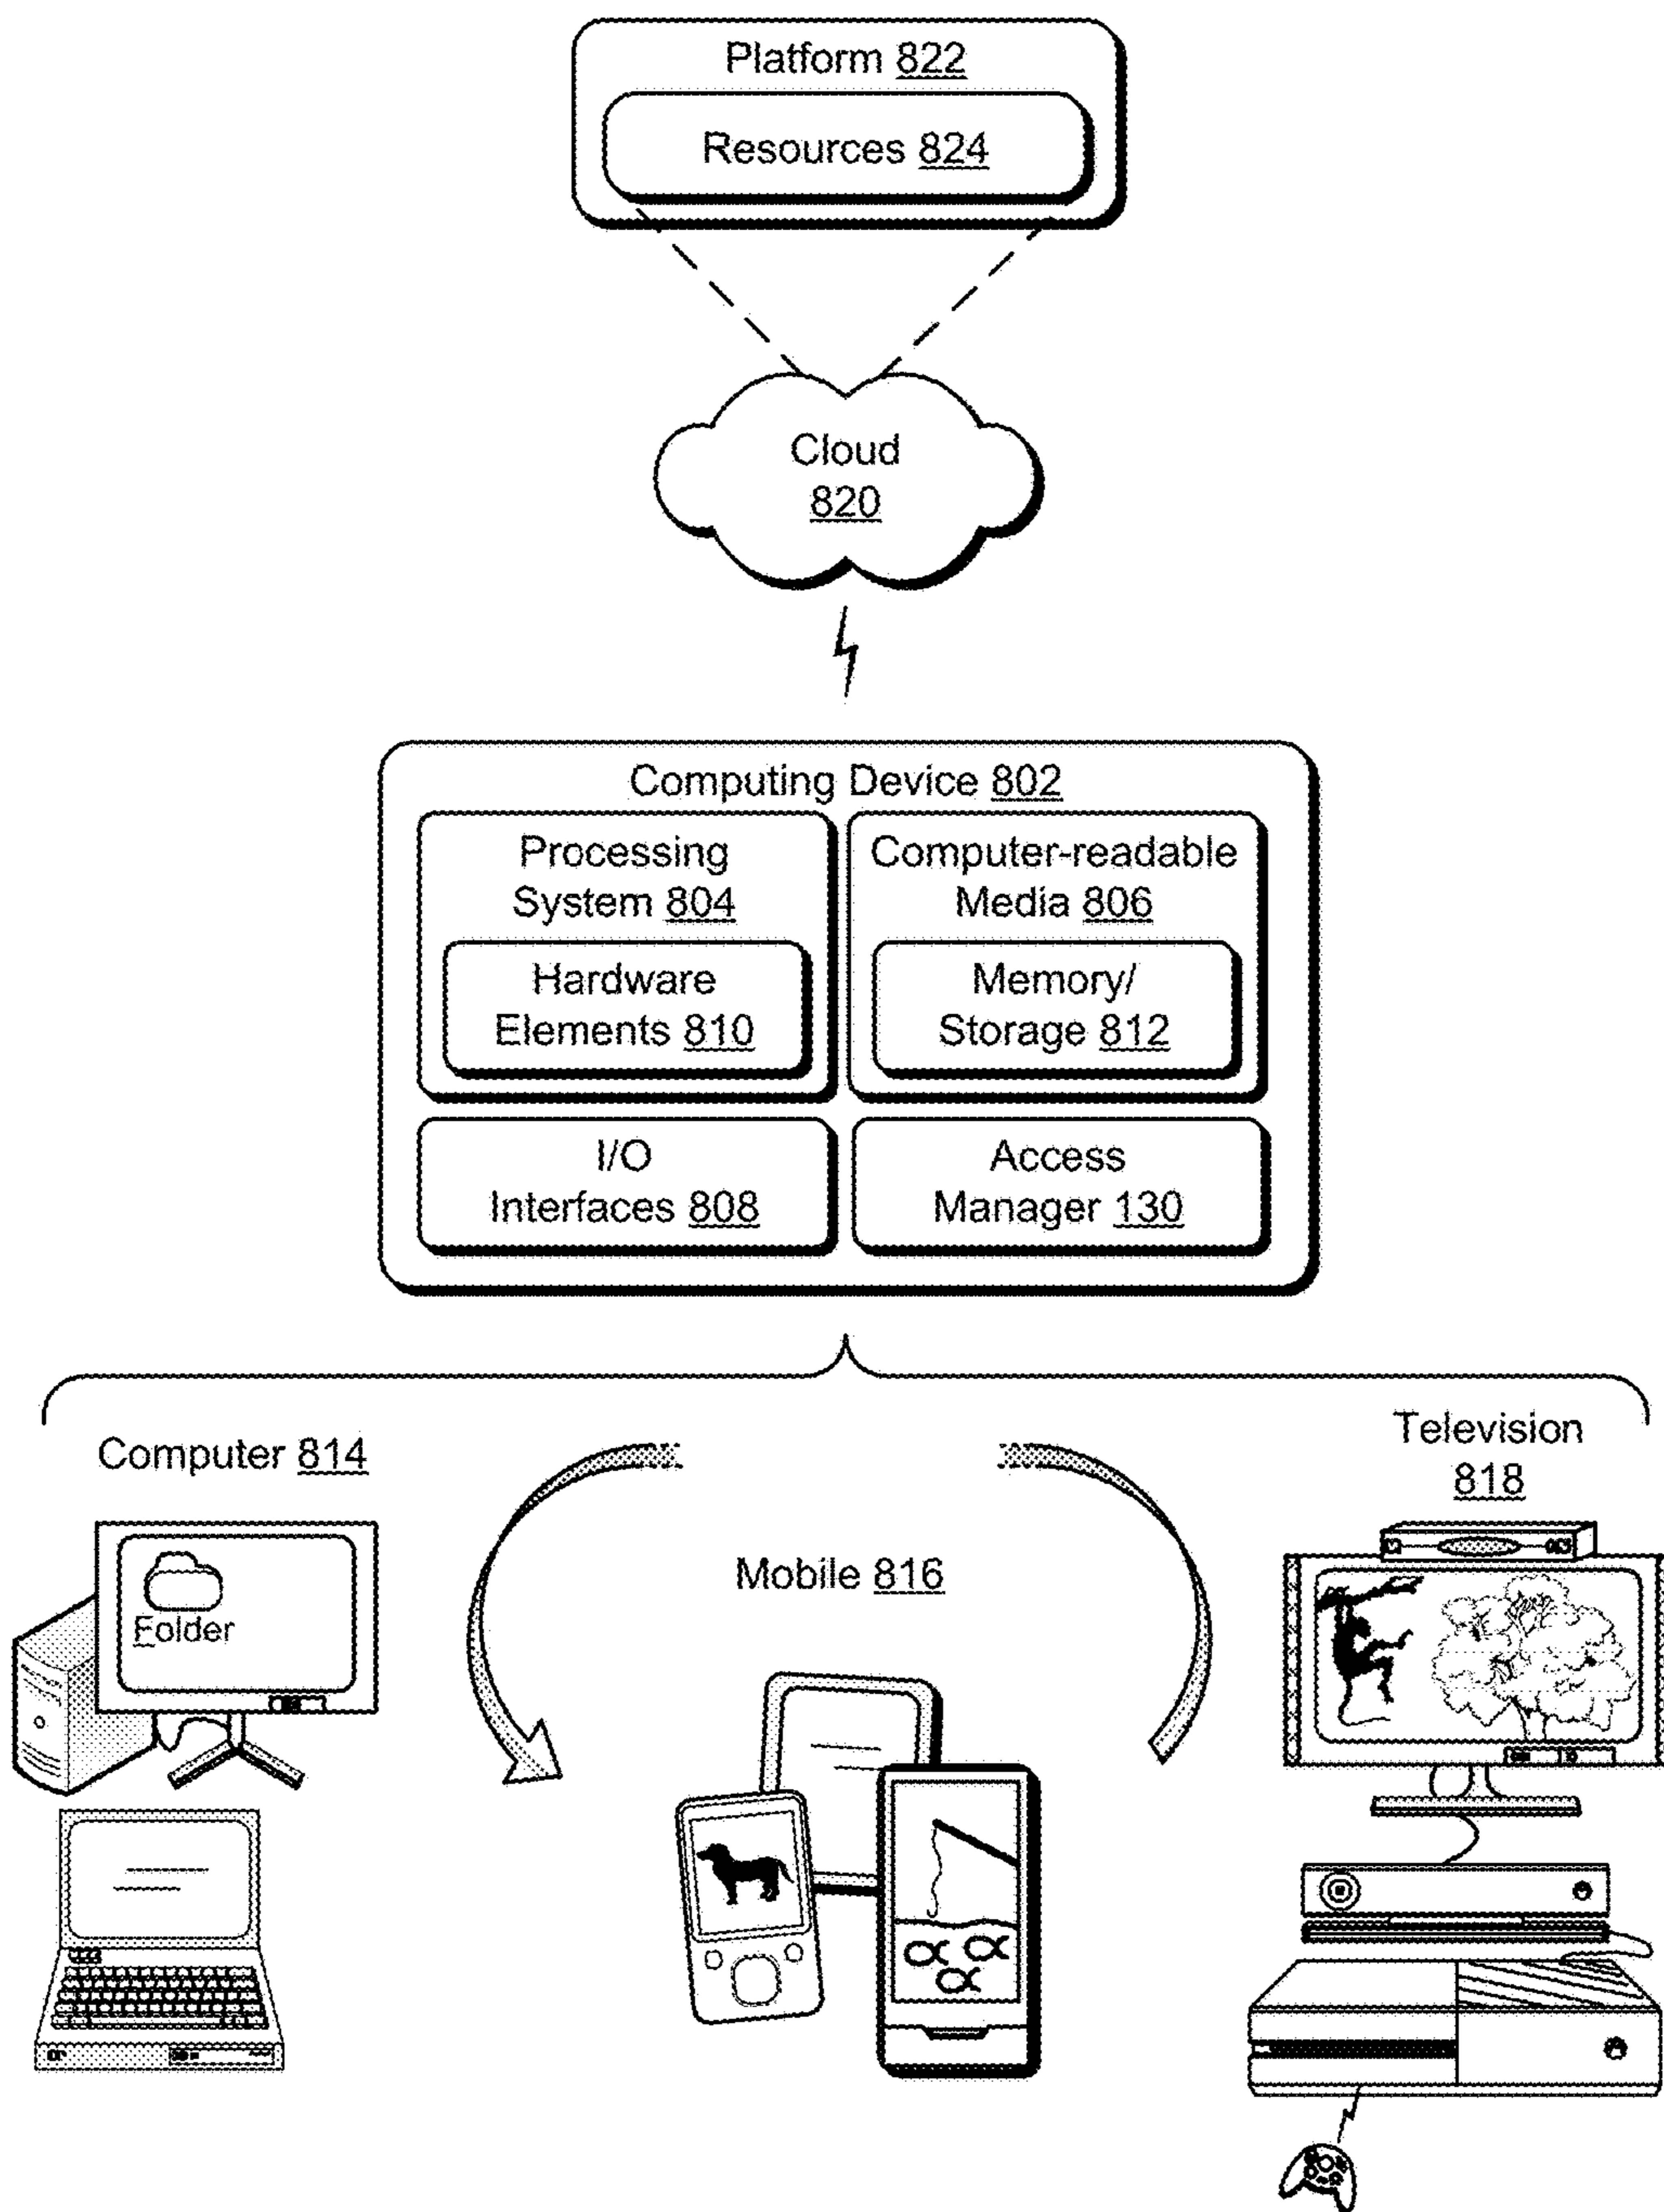 Platform 822
Resources 824
Cloud
820
Computing Device 802
Processing
System 804
Hardware
Elements 810
Computer-readable
Media 806
Memory/
Storage 812
I/O
Interfaces 808
Access
Manager 130
Computer 814
Folder
Mobile 816
Television
818